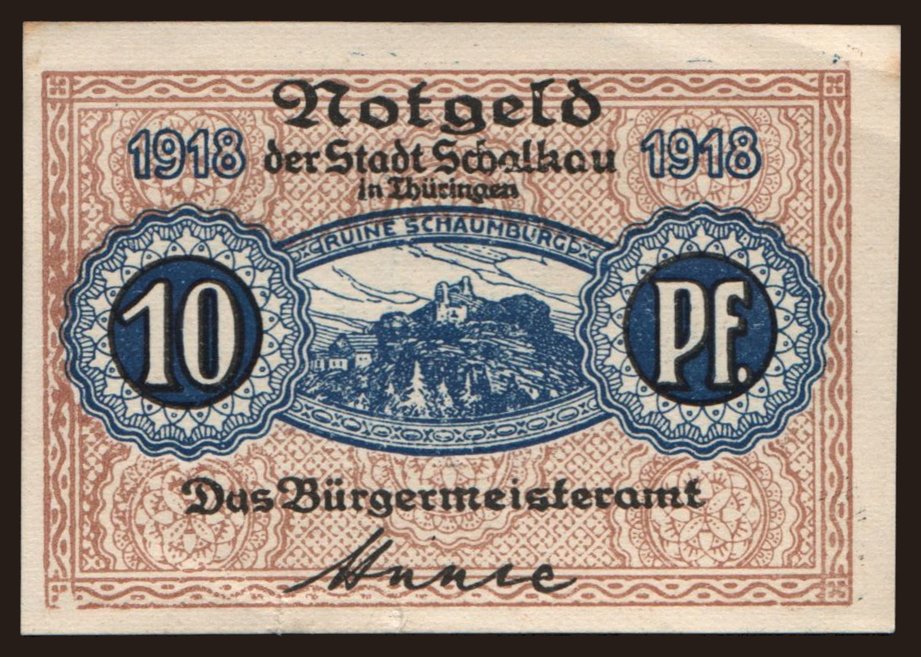 Notgeld
1918 der Stadt Schalkau 1918
in Thüringen
RUINE SCHAUMBURG
10 Pf.
Das Bürgermeisteramt